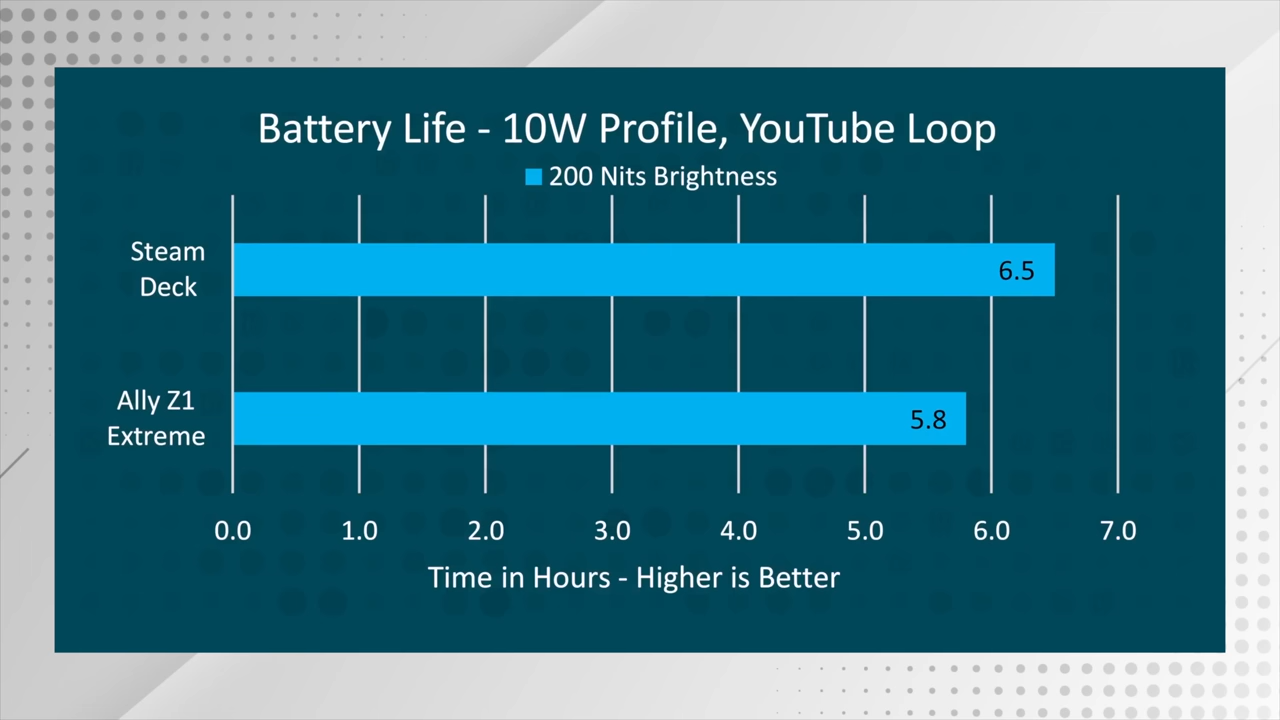 Battery Life - 10W Profile, YouTube Loop
200 Nits Brightness
Steam
Deck
6.5
Ally Z1
Extreme
5.8
0.0 1.0 2.0 3.0 4.0 5.0 6.0 7.0
Time in Hours - Higher is Better